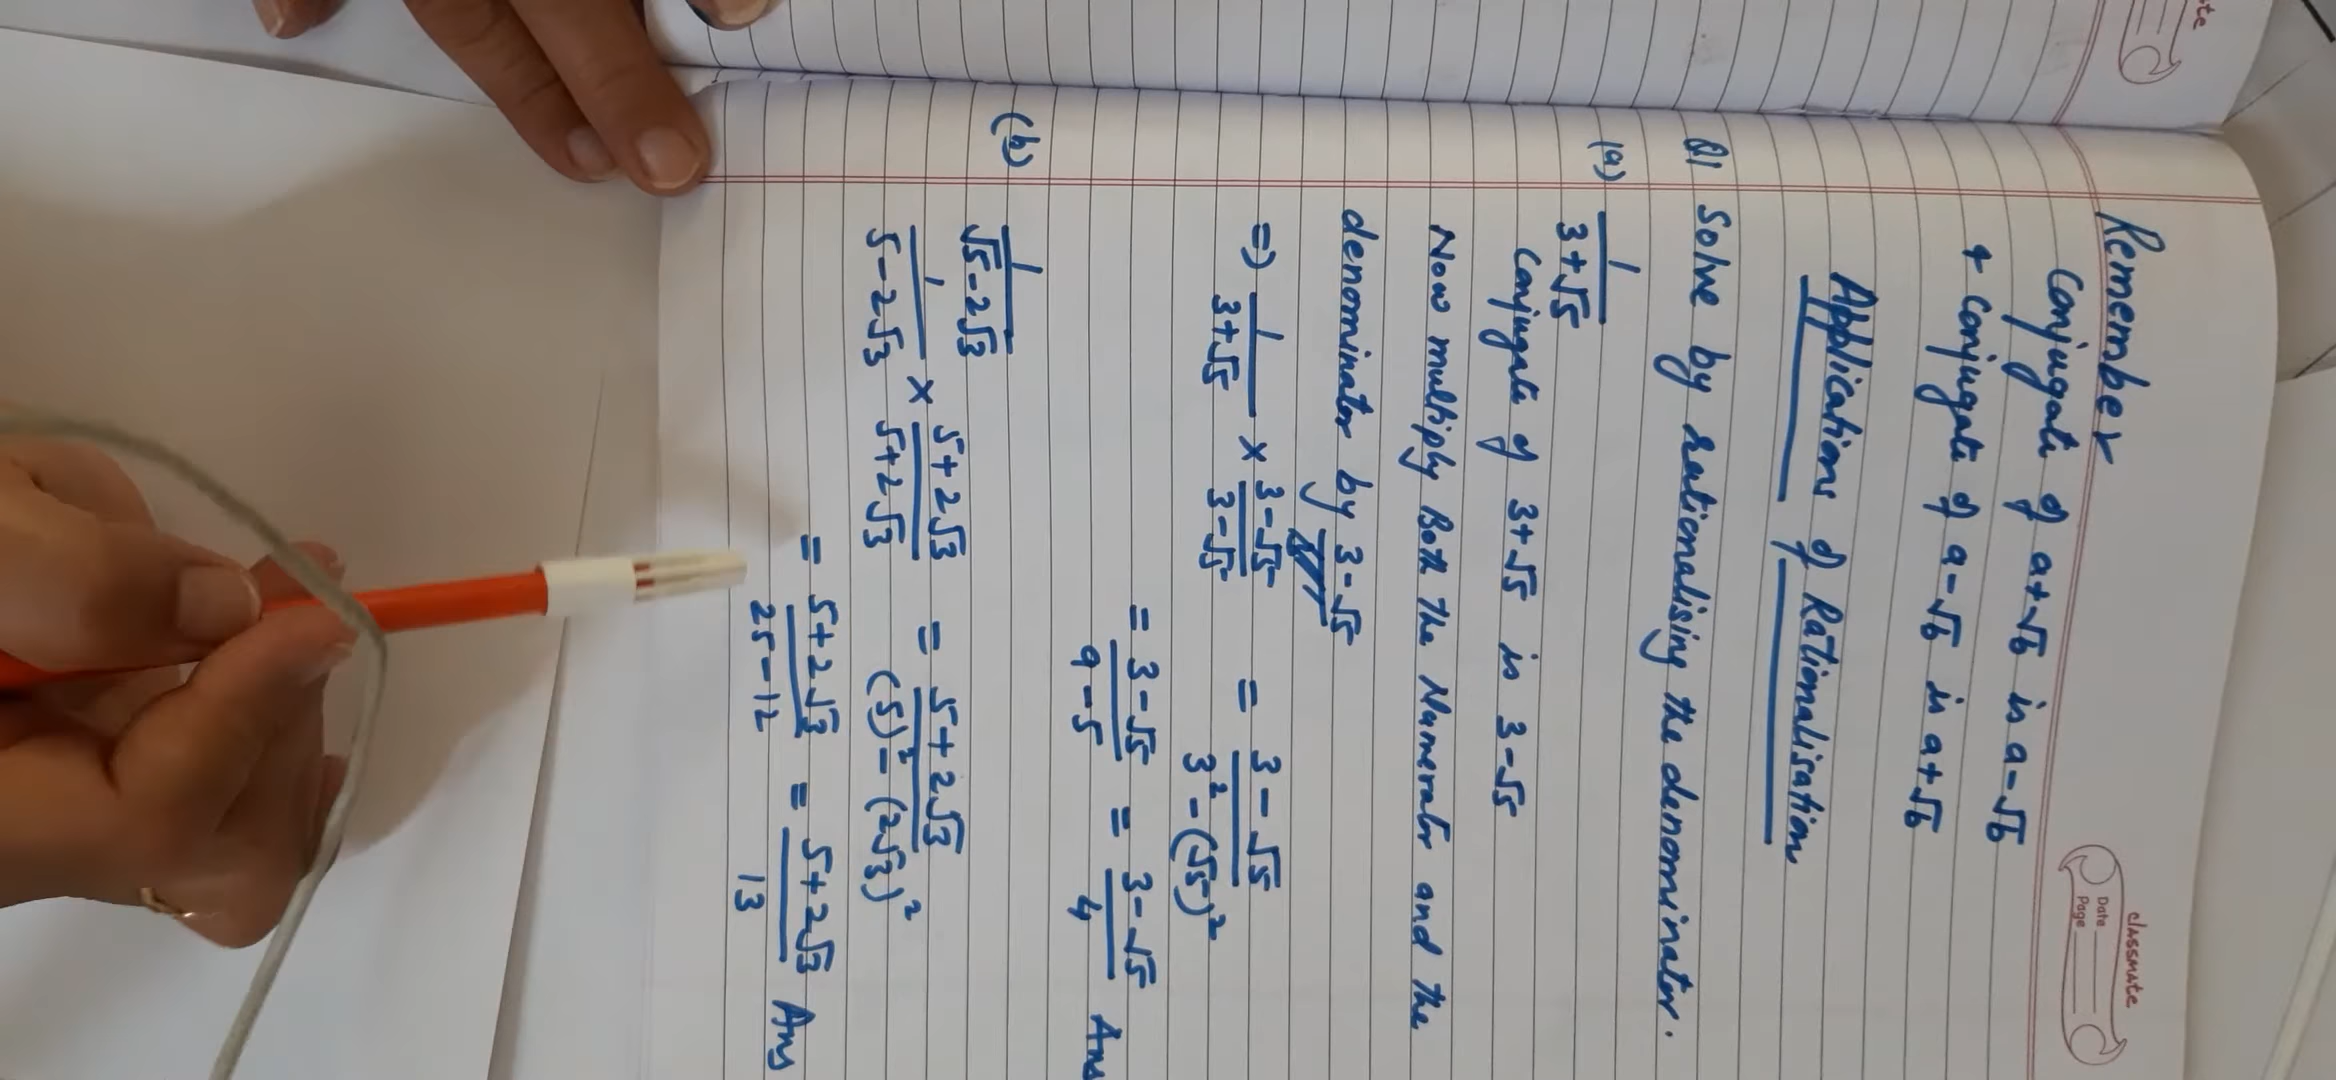 classmate
Date
Page
Remember
Conjugate of a+√b is a-√b
& Conjugate of a-√b is a+√b
Applications of Rationalisation
Q1 Solve by rationalising the denominator.
(a) 1/(3+√5)
Conjugate of 3+√5 is 3-√5
Now multiply Both the Numerator and the
denominator by 3-√5
=) 1/(3+√5) × (3-√5)/(3-√5) = (3-√5)/(3²-(√5)²)
= (3-√5)/(9-5) = (3-√5)/4 Ans
(b) 1/(√5-2√3)
1/(5-2√3) × (5+2√3)/(5+2√3) = (5+2√3)/((5)²-(2√3)²)
= (5+2√3)/(25-12) = (5+2√3)/13 Ans